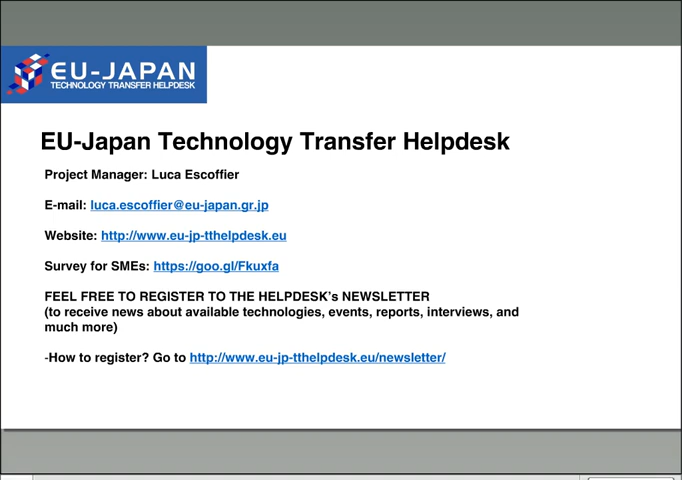 EU-JAPAN
TECHNOLOGY TRANSFER HELPDESK
EU-Japan Technology Transfer Helpdesk
Project Manager: Luca Escoffier
E-mail: luca.escoffier@eu-japan.gr.jp
Website: http://www.eu-jp-tthelpdesk.eu
Survey for SMEs: https://goo.gl/Fkuxfa
FEEL FREE TO REGISTER TO THE HELPDESK's NEWSLETTER
(to receive news about available technologies, events, reports, interviews, and
much more)
-How to register? Go to http://www.eu-jp-tthelpdesk.eu/newsletter/